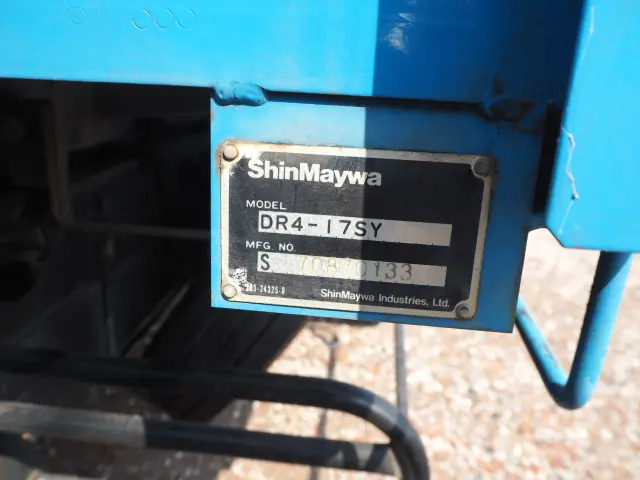 ShinMaywa
MODEL
DR4-17SY
MFG. NO.
S 70870133
ShinMaywa Industries, Ltd.